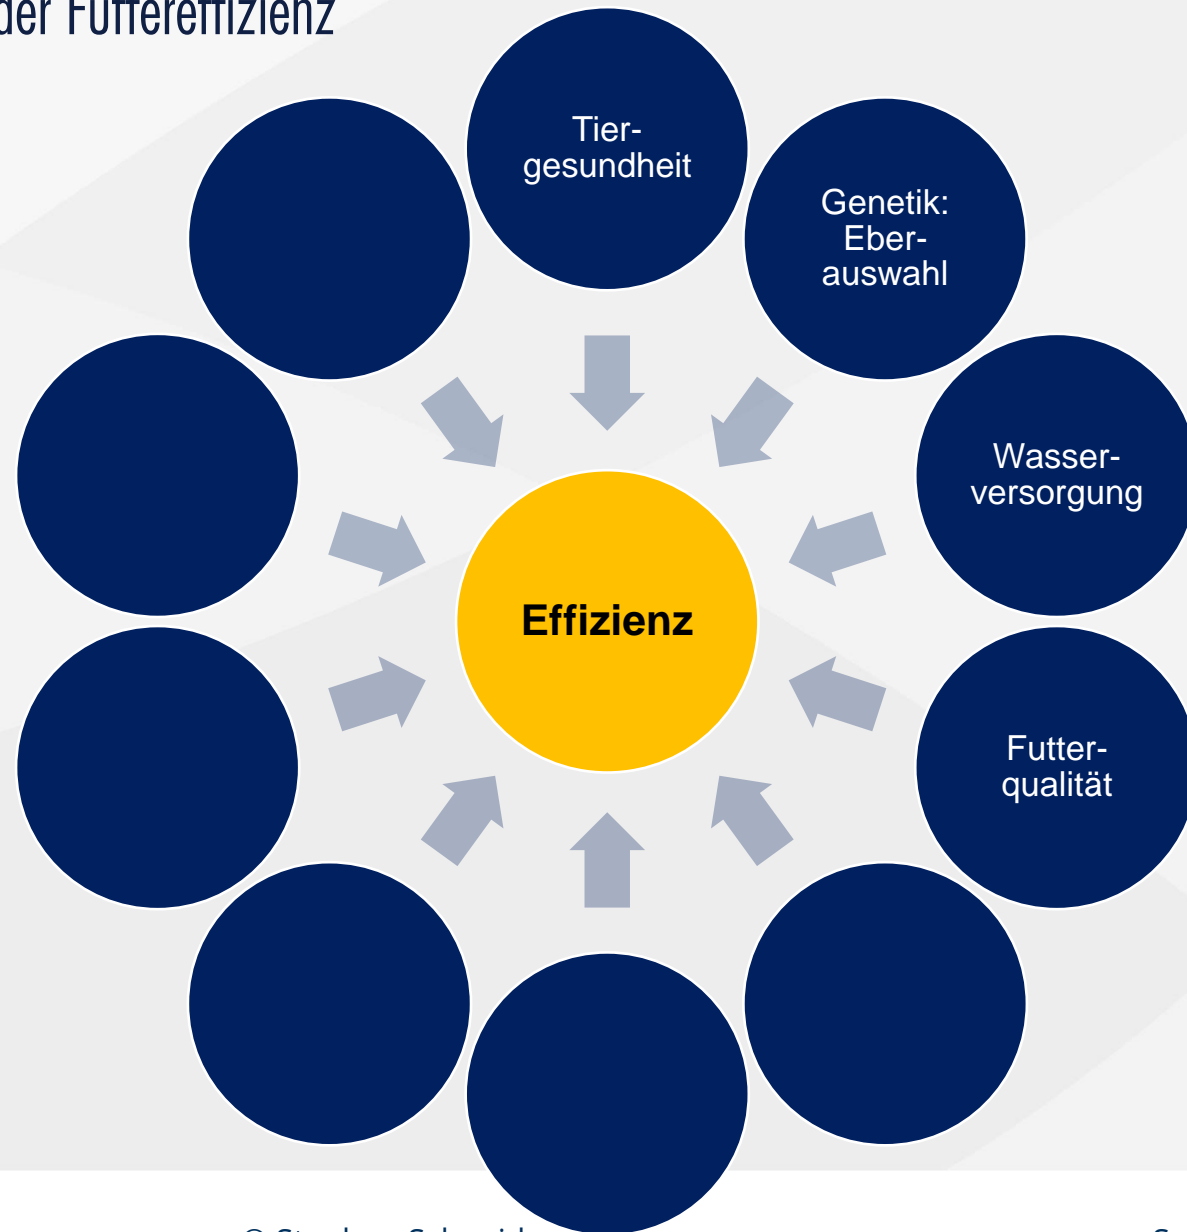 der Futtereffizienz
Tier-
gesundheit
Genetik:
Eber-
auswahl
Wasser-
versorgung
Effizienz
Futter-
qualität